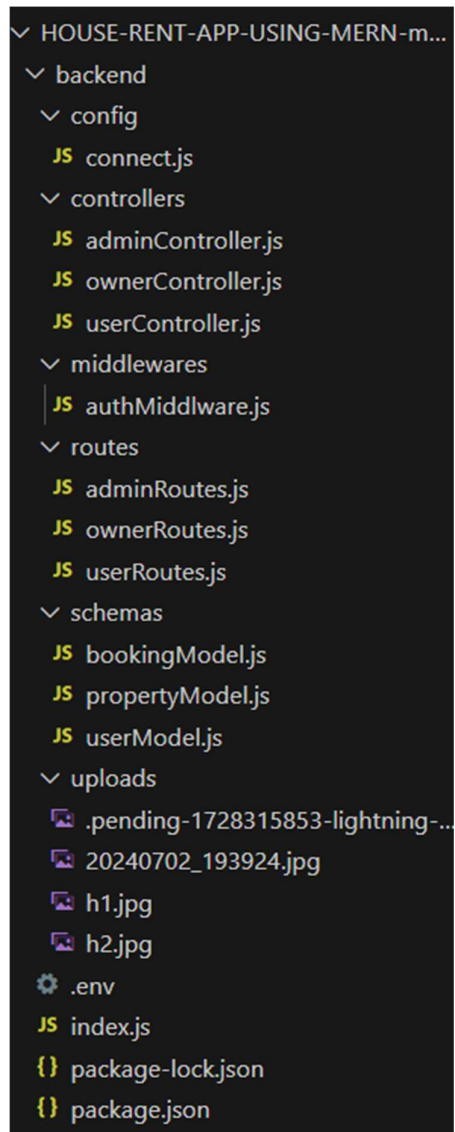 HOUSE-RENT-APP-USING-MERN-m...
backend
config
JS connect.js
controllers
JS adminController.js
JS ownerController.js
JS userController.js
middlewares
JS authMiddlware.js
routes
JS adminRoutes.js
JS ownerRoutes.js
JS userRoutes.js
schemas
JS bookingModel.js
JS propertyModel.js
JS userModel.js
uploads
.pending-1728315853-lightning-...
20240702_193924.jpg
h1.jpg
h2.jpg
.env
JS index.js
{} package-lock.json
{} package.json